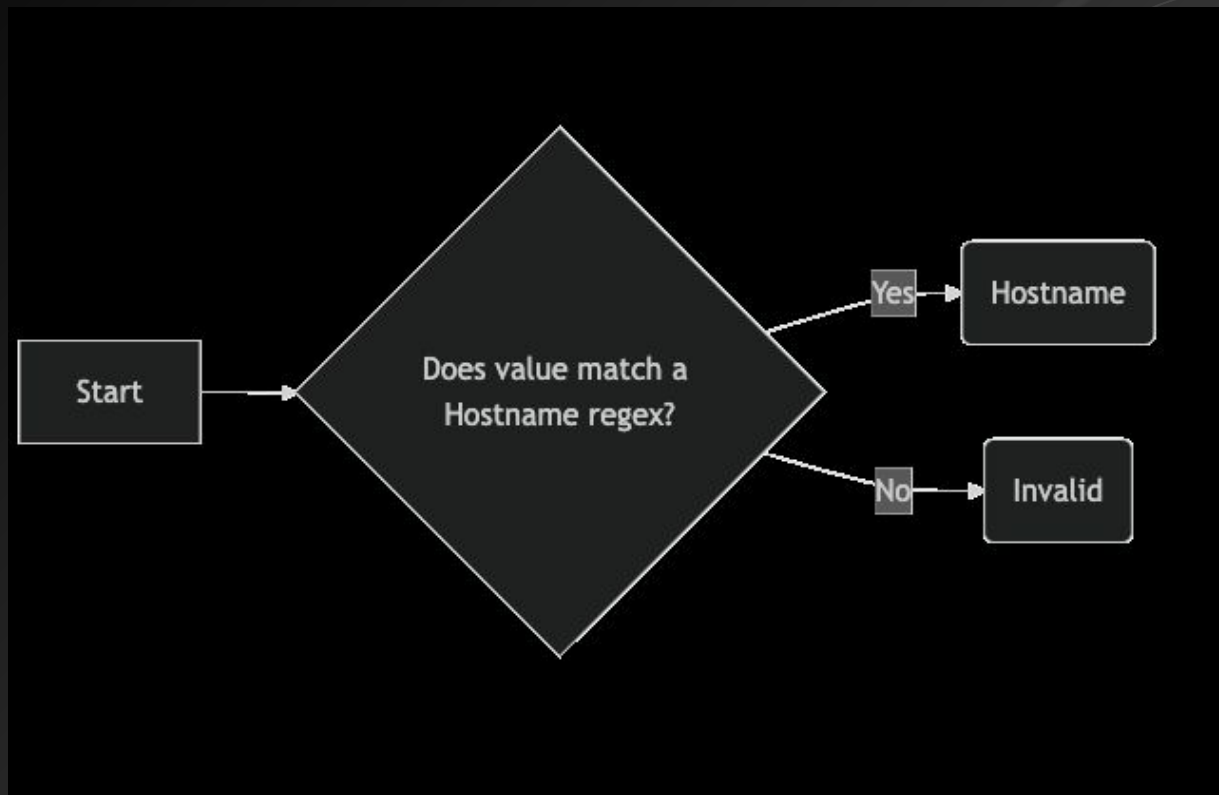 Start
Does value match a
Hostname regex?
Yes
Hostname
No
Invalid